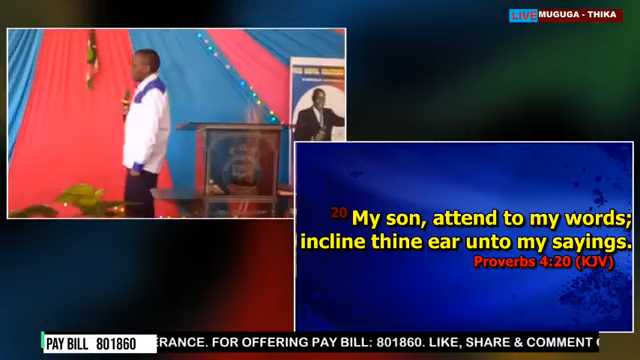 LIVE MUGUGA - THIKA
20 My son, attend to my words;
incline thine ear unto my sayings.
Proverbs 4:20 (KJV)
PAY BILL 801860
ERANCE. FOR OFFERING PAY BILL: 801860. LIKE, SHARE & COMMENT